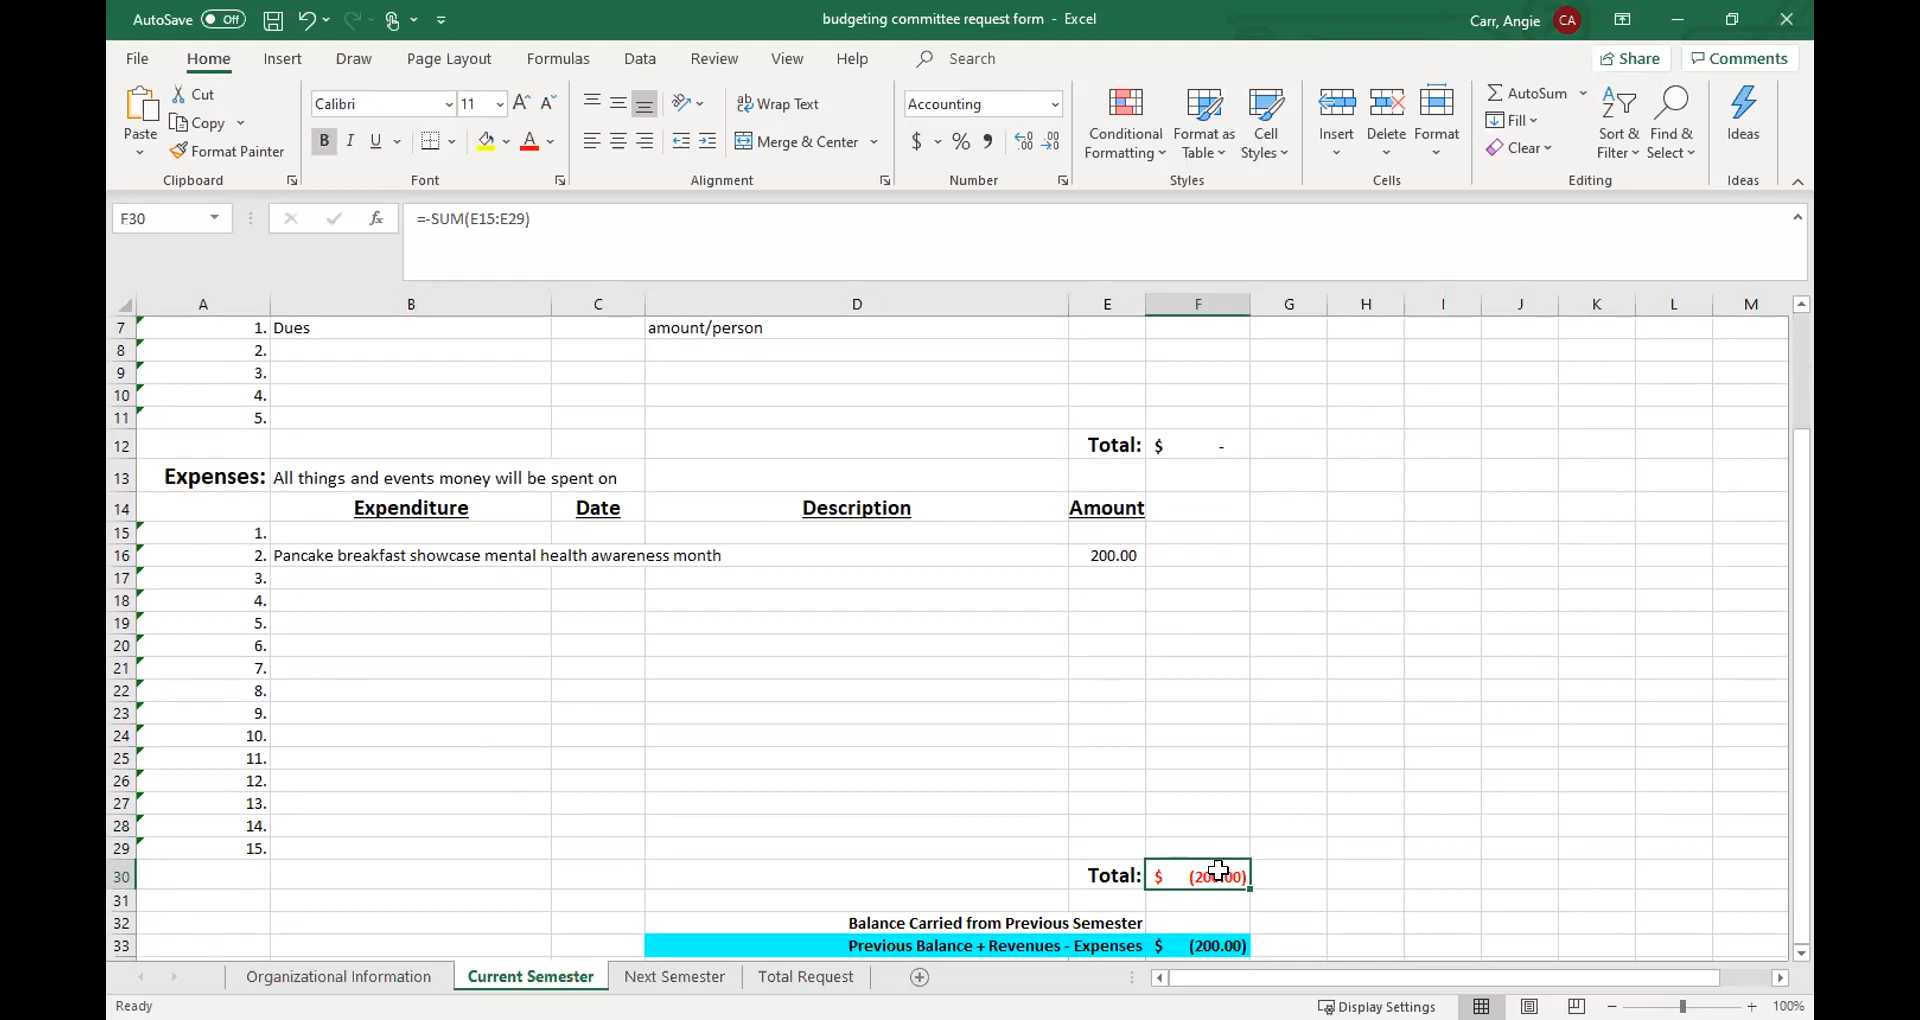 AutoSave Off
budgeting committee request form - Excel
Carr, Angie CA
File Home Insert Draw Page Layout Formulas Data Review View Help Search Share Comments
Paste
Cut
Copy
Format Painter
Clipboard
Calibri 11
B I U
Font
Wrap Text
Merge & Center
Alignment
Accounting
$ % ,
Number
Conditional Formatting
Format as Table
Cell Styles
Styles
Insert Delete Format
Cells
AutoSum
Fill
Clear
Sort & Filter
Find & Select
Editing
Ideas
Ideas
F30 fx =-SUM(E15:E29)
A B C D E F G H I J K L M
7 1. Dues amount/person
8 2.
9 3.
10 4.
11 5.
12 Total: $ -
13 Expenses: All things and events money will be spent on
14 Expenditure Date Description Amount
15 1.
16 2. Pancake breakfast showcase mental health awareness month 200.00
17 3.
18 4.
19 5.
20 6.
21 7.
22 8.
23 9.
24 10.
25 11.
26 12.
27 13.
28 14.
29 15.
30 Total: $ (200.00)
31
32 Balance Carried from Previous Semester
33 Previous Balance + Revenues - Expenses $ (200.00)
Organizational Information Current Semester Next Semester Total Request
Ready Display Settings 100%